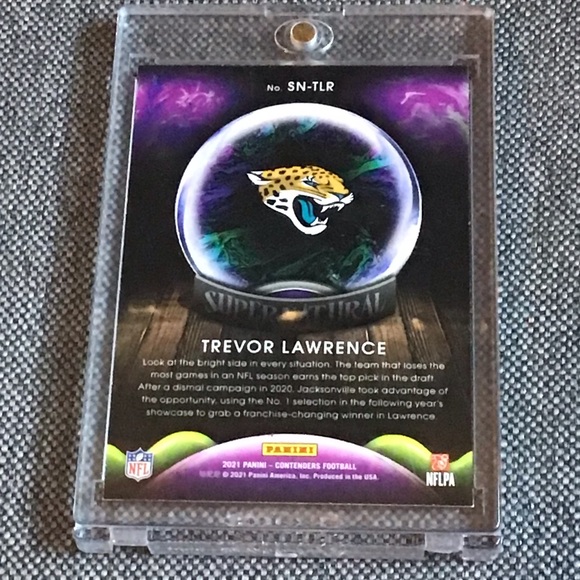 No. SN-TLR
SUPERNATURAL
TREVOR LAWRENCE
Look at the bright side in every situation. The team that loses the
most games in an NFL season earns the top pick in the draft.
After a dismal campaign in 2020, Jacksonville took advantage of
the opportunity, using the No. 1 selection in the following year's
showcase to grab a franchise-changing winner in Lawrence.
PANINI
2021 PANINI – CONTENDERS FOOTBALL
© 2021 Panini America, Inc. Produced in the USA.
NFL
NFLPA